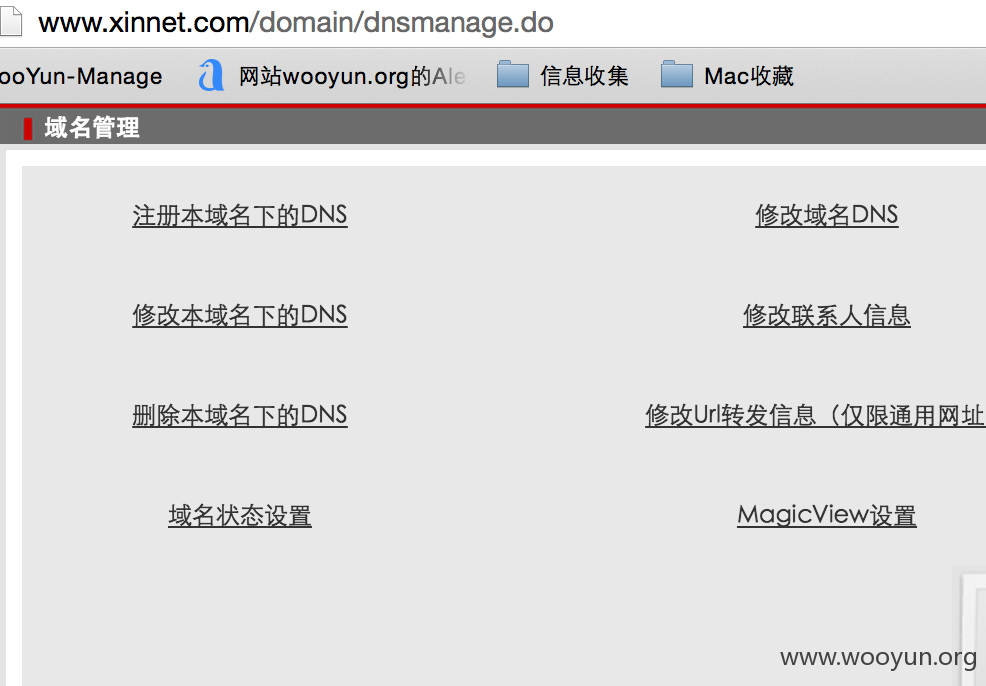 www.xinnet.com/domain/dnsmanage.do
ooYun-Manage 网站wooyun.org的Ale 信息收集 Mac收藏
域名管理
注册本域名下的DNS 修改域名DNS
修改本域名下的DNS 修改联系人信息
删除本域名下的DNS 修改Url转发信息（仅限通用网址
域名状态设置 MagicView设置
www.wooyun.org